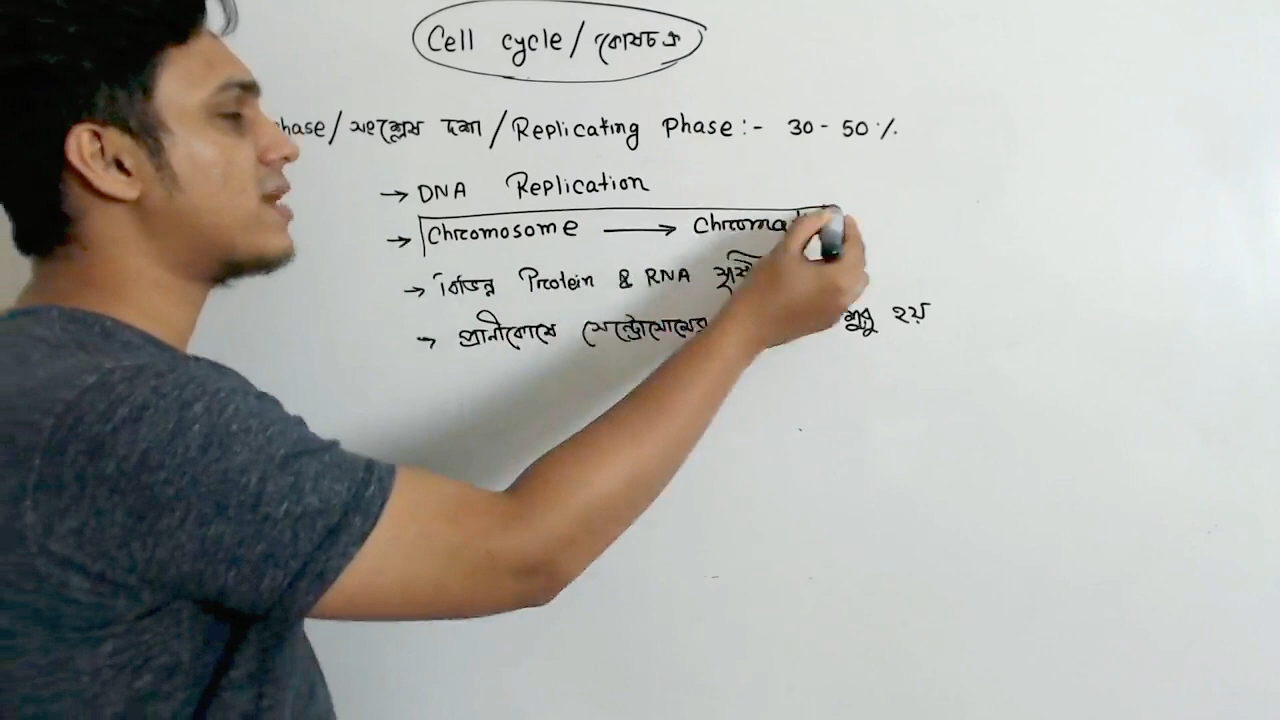 Cell cycle / কোষচক্র
phase / সংশ্লেষ দশা / Replicating Phase :- 30 - 50 %.
→ DNA Replication
→ Chromosome → Chroma
→ বিভিন্ন Protein & RNA সৃষ্টি
→ প্রানীকোষে সেন্ট্রোসোমের শুরু হয়